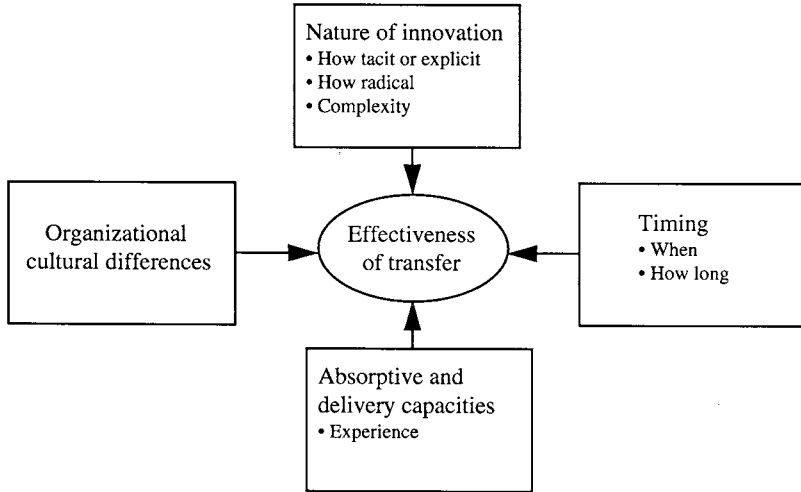 Nature of innovation
• How tacit or explicit
• How radical
• Complexity
Organizational
cultural differences
Effectiveness
of transfer
Timing
• When
• How long
Absorptive and
delivery capacities
• Experience